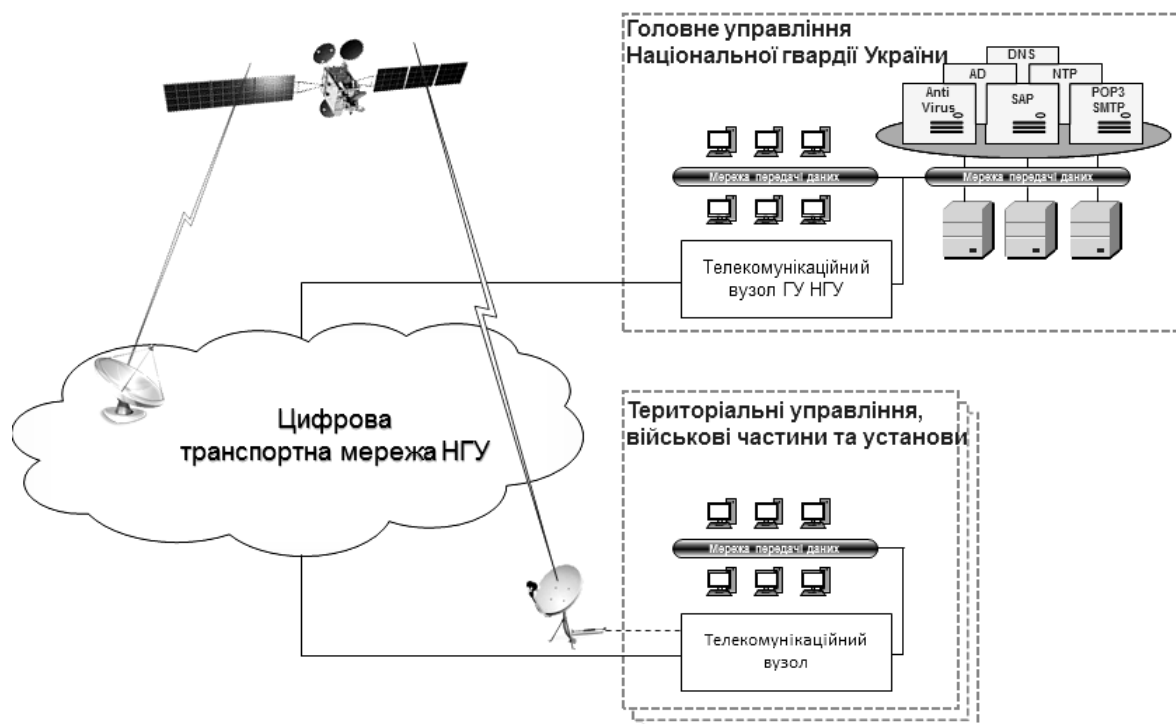 Головне управління
Національної гвардії України
DNS
AD
NTP
Anti
Virus
SAP
POP3
SMTP
Мережа передачі даних
Мережа передачі даних
Телекомунікаційний
вузол ГУ НГУ
Цифрова
транспортна мережа НГУ
Територіальні управління,
військові частини та установи
Мережа передачі даних
Телекомунікаційний
вузол